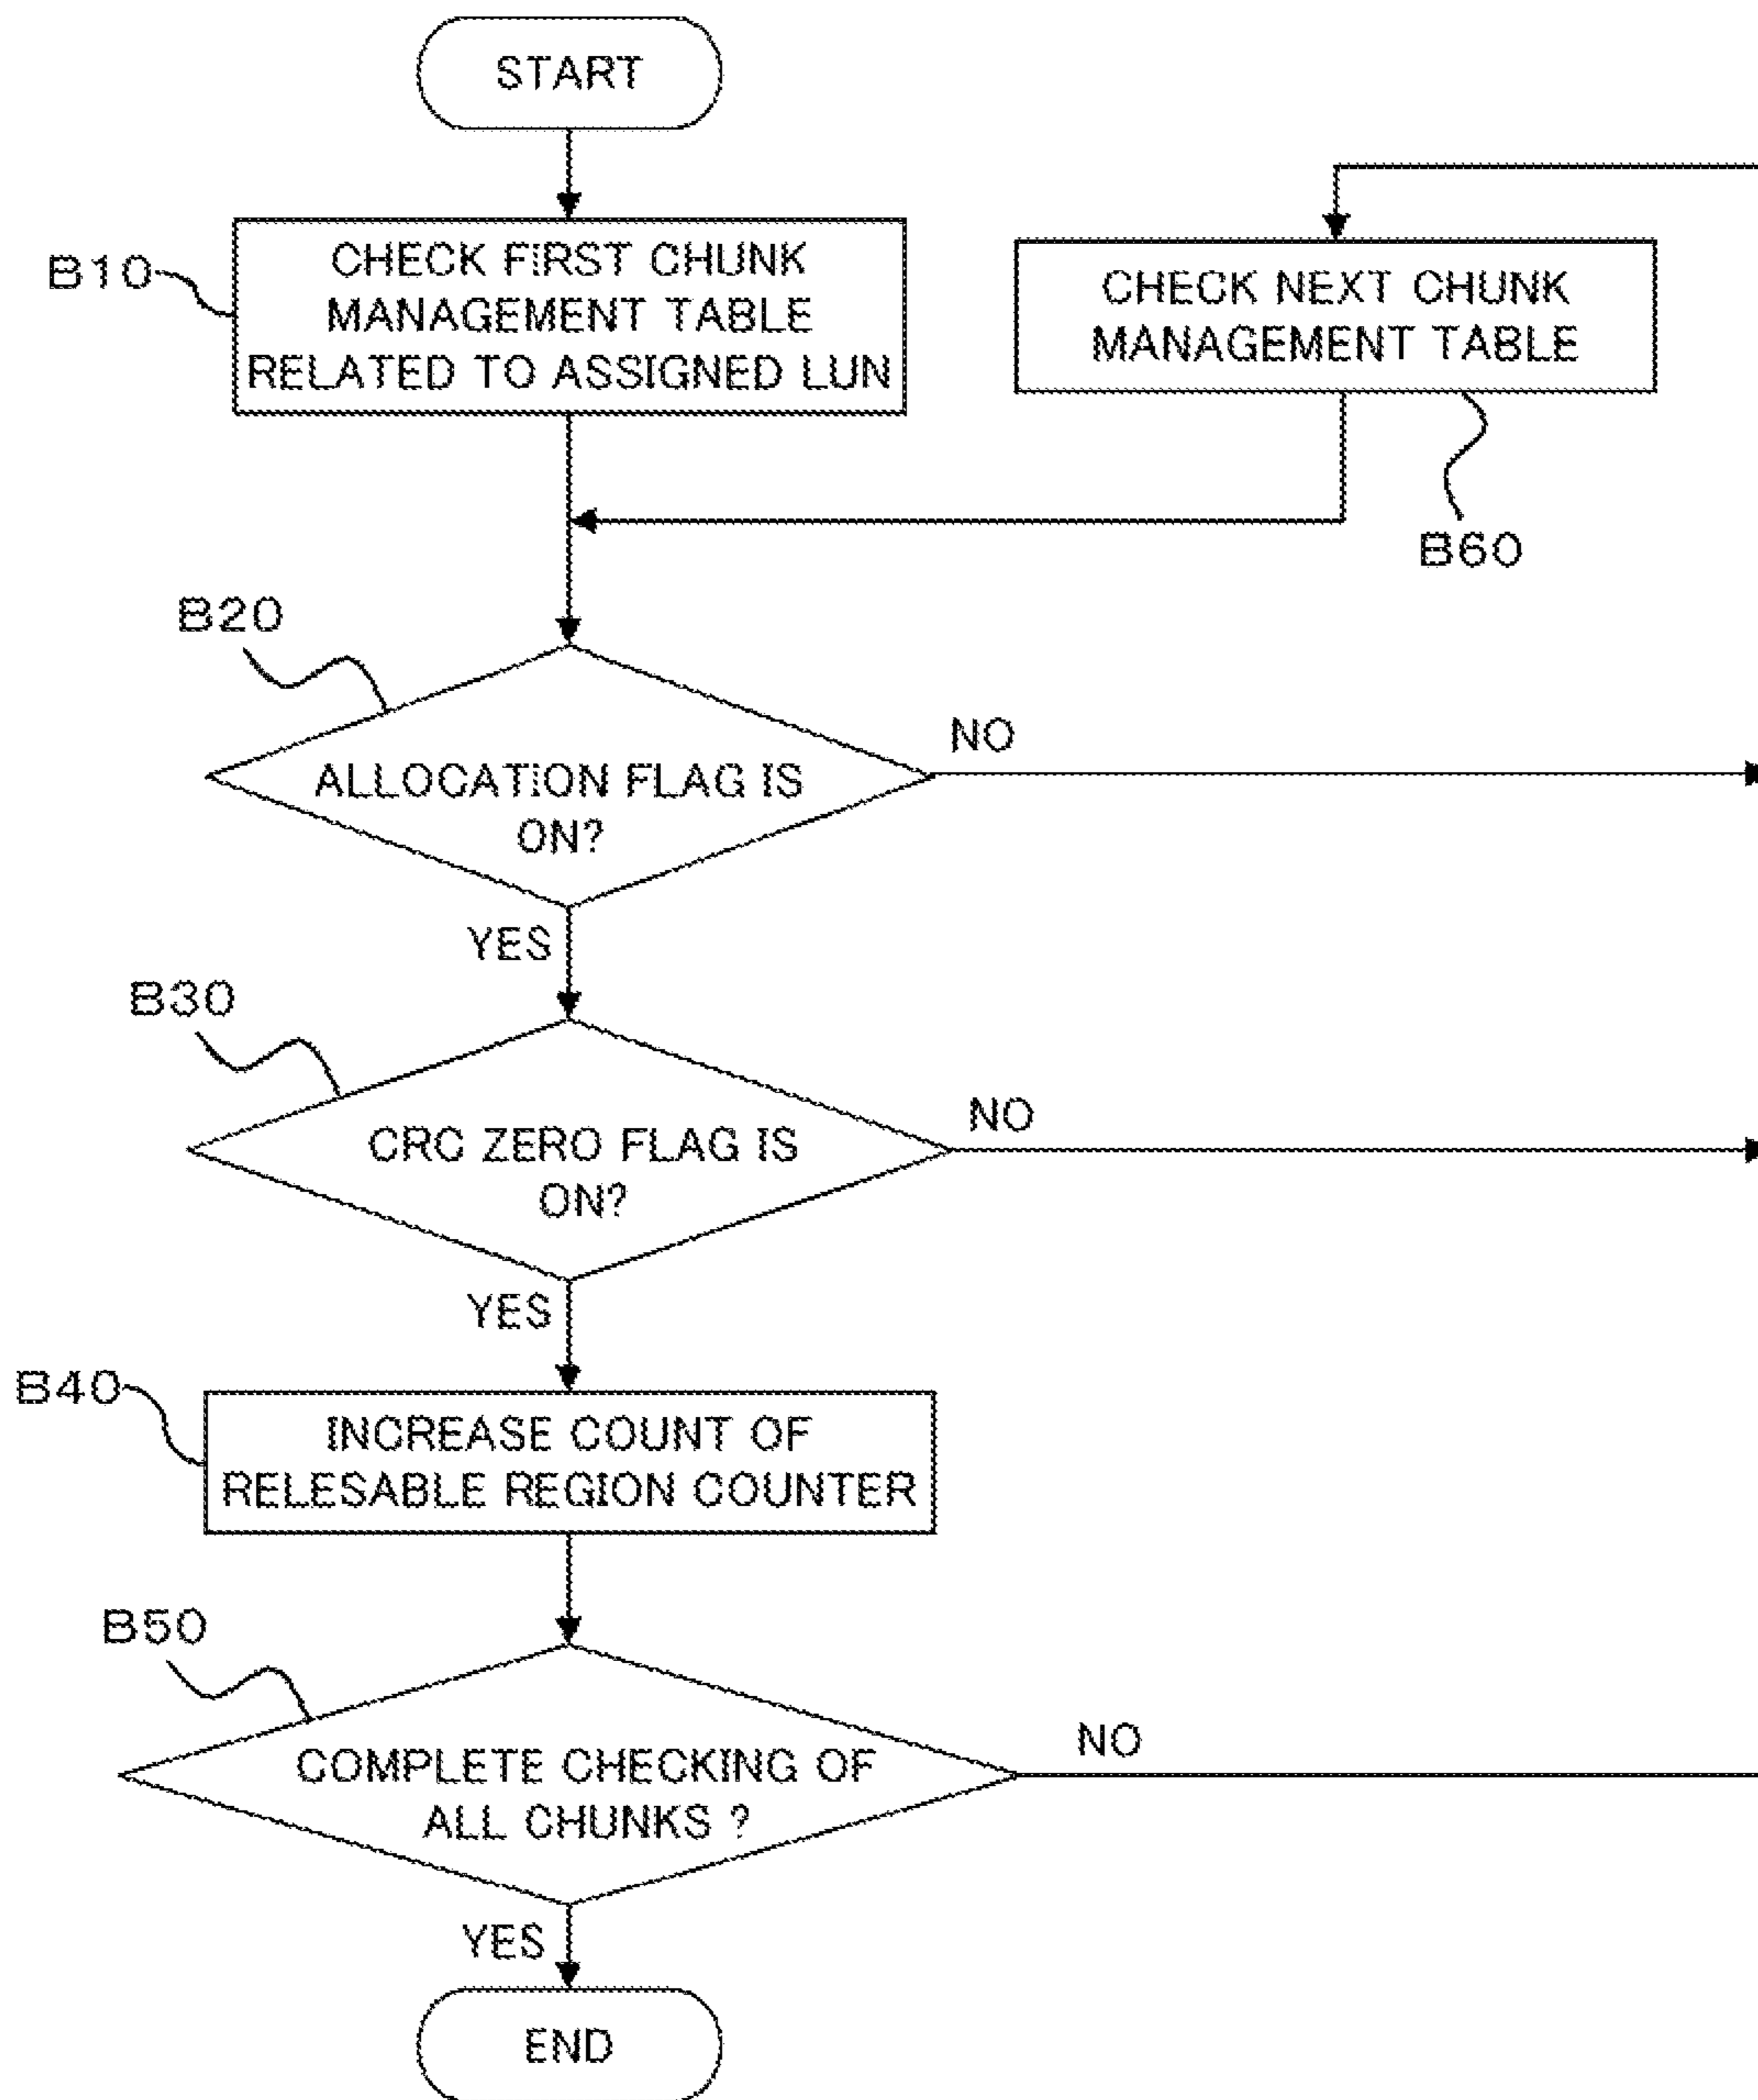 START
B10
CHECK FIRST CHUNK
MANAGEMENT TABLE
RELATED TO ASSIGNED LUN
CHECK NEXT CHUNK
MANAGEMENT TABLE
B60
B20
ALLOCATION FLAG IS
ON?
NO
YES
B30
CRC ZERO FLAG IS
ON?
NO
YES
B40
INCREASE COUNT OF
RELESABLE REGION COUNTER
B50
COMPLETE CHECKING OF
ALL CHUNKS ?
NO
YES
END